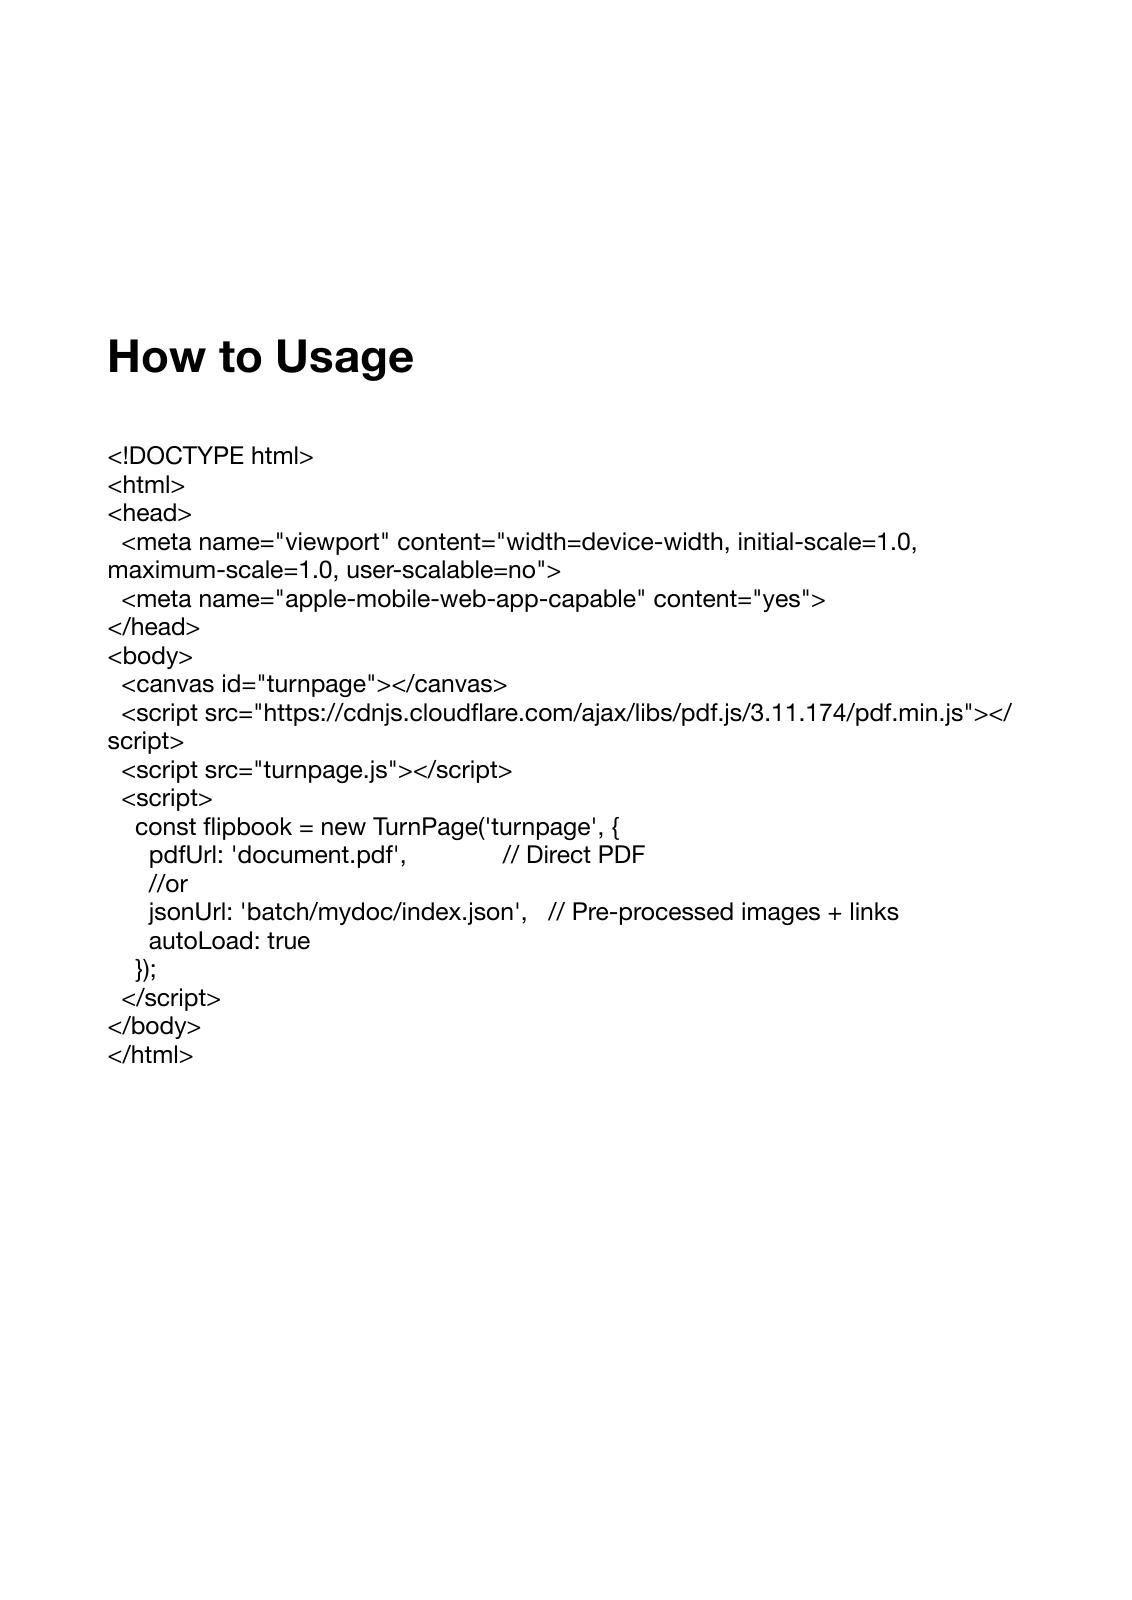 How to Usage
<!DOCTYPE html>
<html>
<head>
  <meta name="viewport" content="width=device-width, initial-scale=1.0,
maximum-scale=1.0, user-scalable=no">
  <meta name="apple-mobile-web-app-capable" content="yes">
</head>
<body>
  <canvas id="turnpage"></canvas>
  <script src="https://cdnjs.cloudflare.com/ajax/libs/pdf.js/3.11.174/pdf.min.js"></
script>
  <script src="turnpage.js"></script>
  <script>
    const flipbook = new TurnPage('turnpage', {
      pdfUrl: 'document.pdf',              // Direct PDF
      //or
      jsonUrl: 'batch/mydoc/index.json',   // Pre-processed images + links
      autoLoad: true
    });
  </script>
</body>
</html>